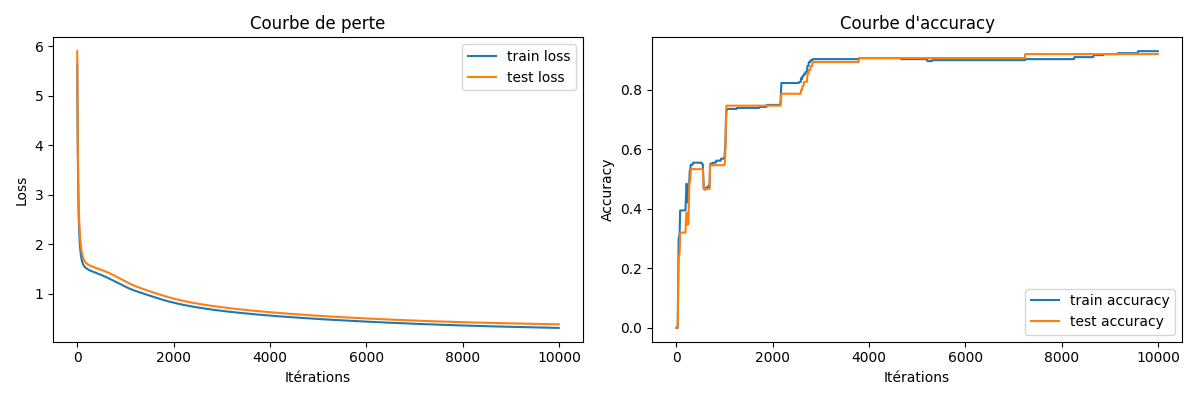 Courbe de perte
6
5
4
3
2
1
Loss
0 2000 4000 6000 8000 10000
Itérations
train loss
test loss
Courbe d'accuracy
0.8
0.6
0.4
0.2
0.0
Accuracy
0 2000 4000 6000 8000 10000
Itérations
train accuracy
test accuracy